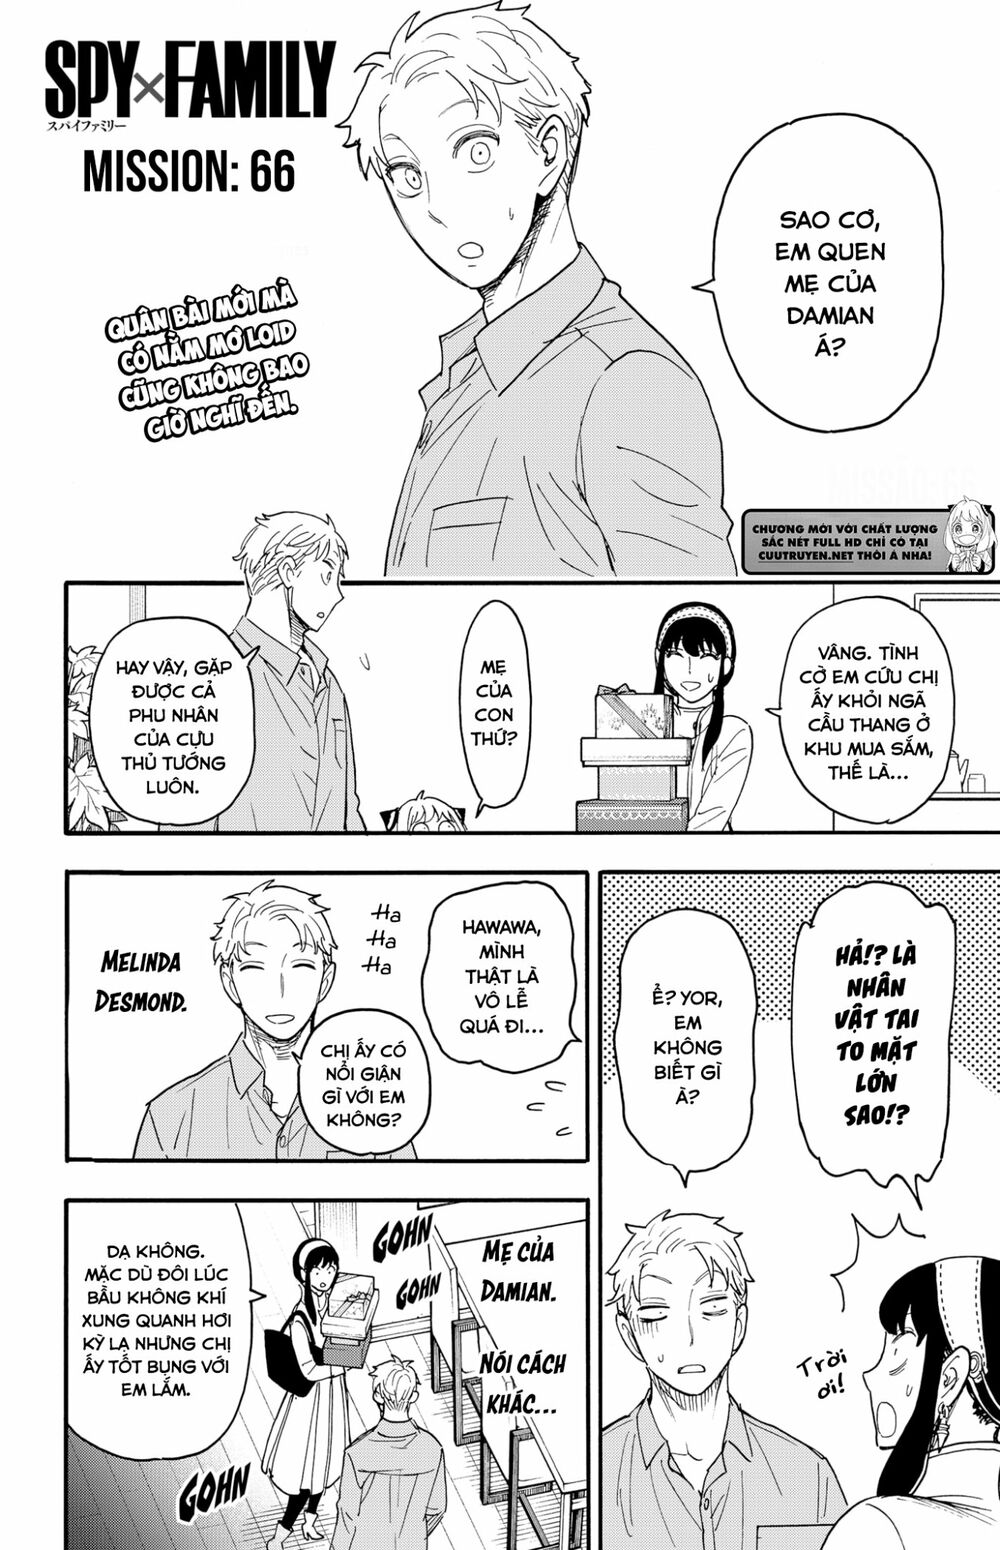 SPY×FAMILY
スパイファミリー
MISSION: 66
SAO CƠ,
EM QUEN
MẸ CỦA
DAMIAN
Á?
QUÂN BÀI MỚI MÀ
CÓ NẰM MƠ LOID
CŨNG KHÔNG BAO
GIỜ NGHĨ ĐẾN.
MISSÃO: 66
CHƯƠNG MỚI VỚI CHẤT LƯỢNG
SẮC NÉT FULL HD CHỈ CÓ TẠI
CUUTRUYEN.NET THÔI Á NHA!
VÂNG. TÌNH
CỜ EM CỨU CHỊ
ẤY KHỎI NGÃ
CẦU THANG Ở
KHU MUA SẮM,
THẾ LÀ...
MẸ
CỦA
CON
THỨ?
HAY VẬY, GẶP
ĐƯỢC CẢ
PHU NHÂN
CỦA CỰU
THỦ TƯỚNG
LUÔN.
HẢ!? LÀ
NHÂN
VẬT TAI
TO MẶT
LỚN
SAO!?
Ể? YOR,
EM
KHÔNG
BIẾT GÌ
À?
TRỜI
ƠI!
HAWAWA,
MÌNH
THẬT LÀ
VÔ LỄ
QUÁ ĐI...
HA
HA
HA
CHỊ ẤY CÓ
NỔI GIẬN
GÌ VỚI EM
KHÔNG?
MELINDA
DESMOND.
DẠ KHÔNG.
MẶC DÙ ĐÔI LÚC
BẦU KHÔNG KHÍ
XUNG QUANH HƠI
KỲ LẠ NHƯNG CHỊ
ẤY TỐT BỤNG VỚI
EM LẮM.
GOHN
GOHN
GOHN
MẸ CỦA
DAMIAN.
NÓI CÁCH
KHÁC...